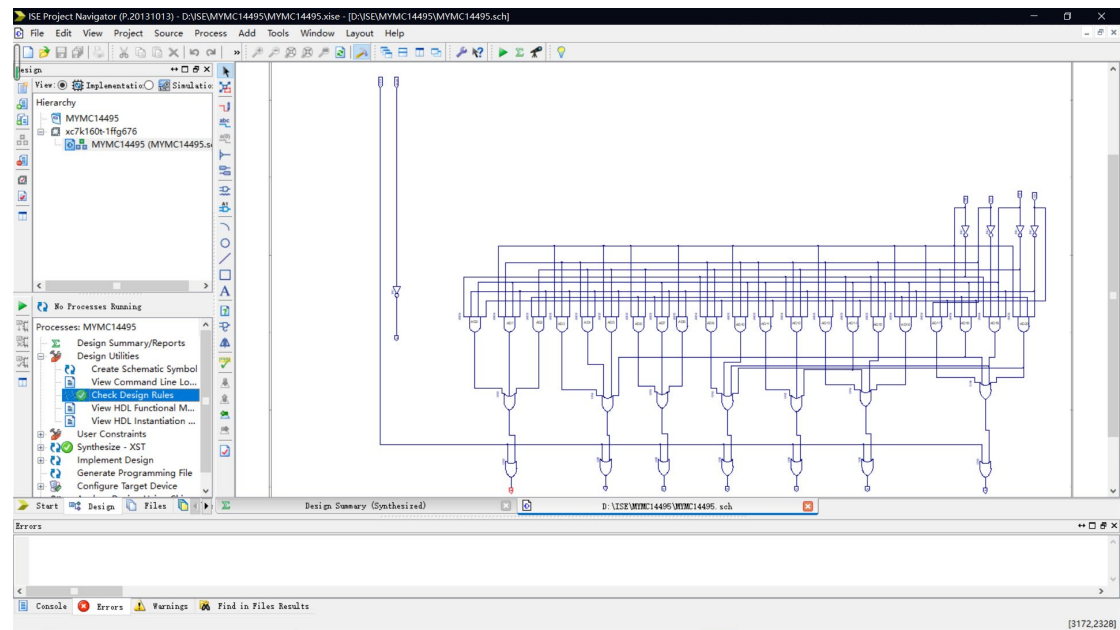 ISE Project Navigator (P.20131013) - D:\ISE\MYMC14495\MYMC14495.xise - [D:\ISE\MYMC14495\MYMC14495.sch]
File Edit View Project Source Process Add Tools Window Layout Help
Design
View: Implementatio Simulatio
Hierarchy
MYMC14495
xc7k160t-1ffg676
MYMC14495 (MYMC14495.s
No Processes Running
Processes: MYMC14495
Design Summary/Reports
Design Utilities
Create Schematic Symbol
View Command Line Lo...
Check Design Rules
View HDL Functional M...
View HDL Instantiation ...
User Constraints
Synthesize - XST
Implement Design
Generate Programming File
Configure Target Device
Start Design Files
Design Summary (Synthesized)
D:\ISE\MYMC14495\MYMC14495.sch
Errors
Console Errors Warnings Find in Files Results
[3172,2328]